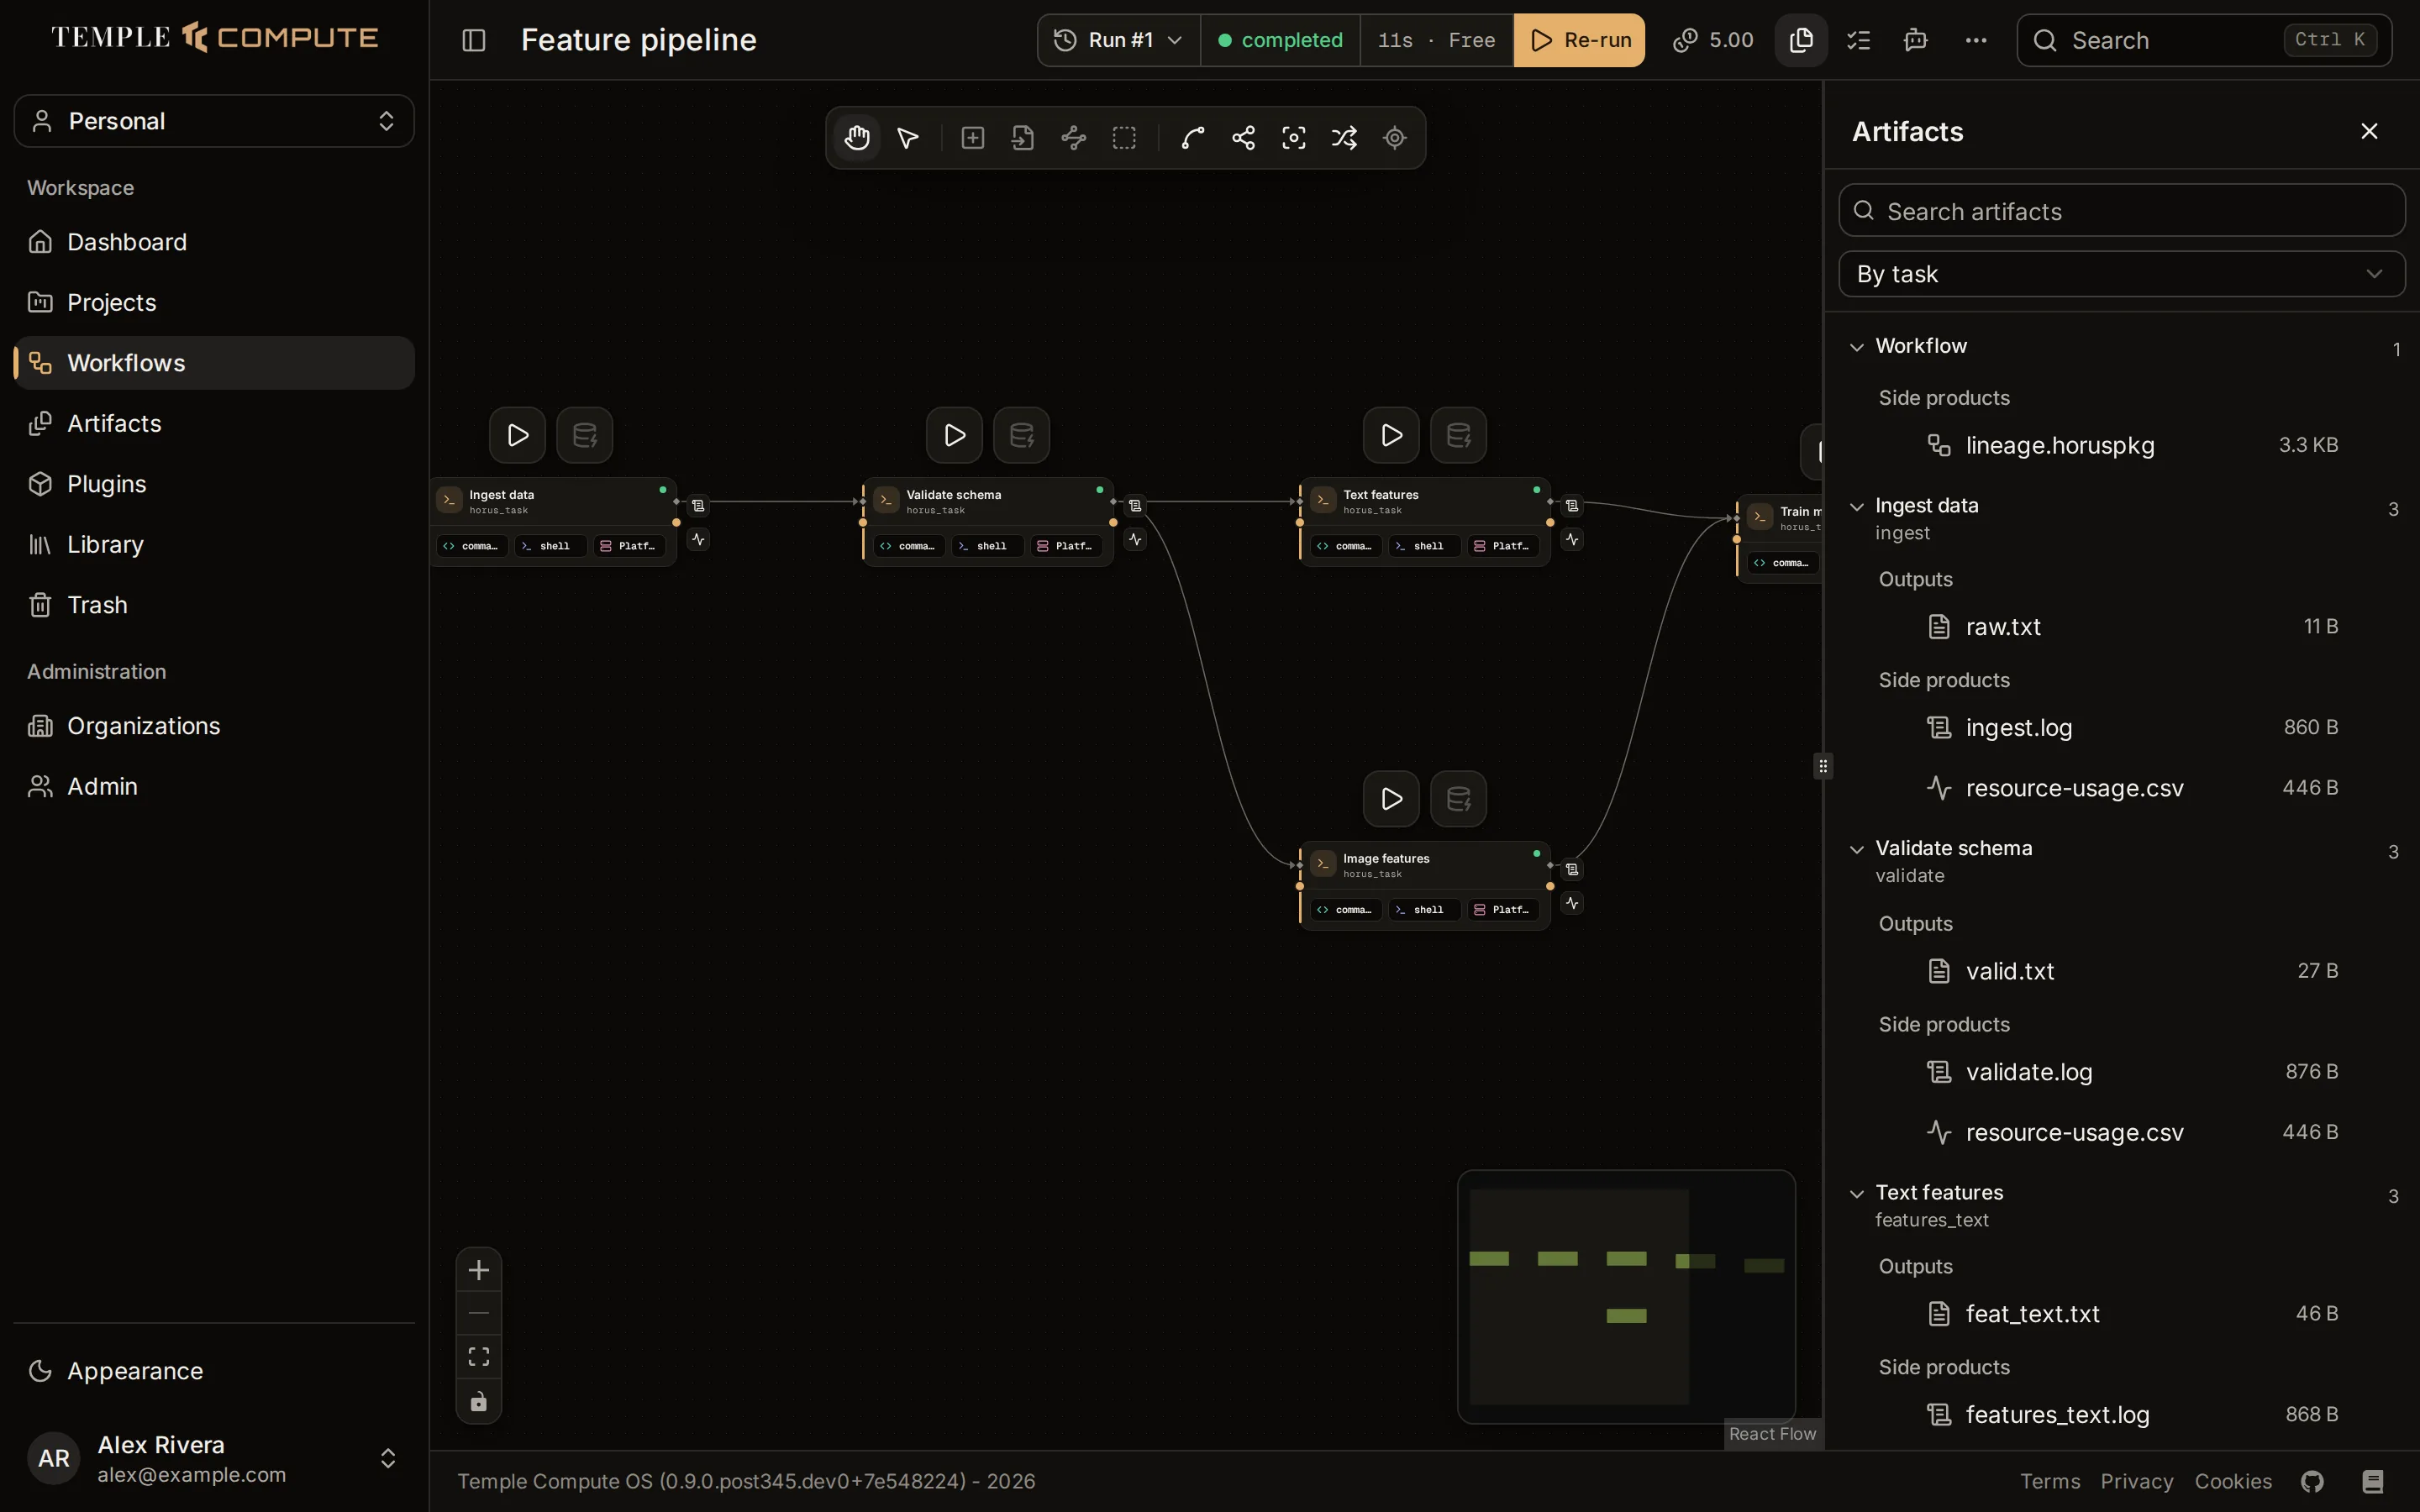 TEMPLE COMPUTE
Personal
Workspace
Dashboard
Projects
Workflows
Artifacts
Plugins
Library
Trash
Administration
Organizations
Admin
Appearance
AR
Alex Rivera
alex@example.com
Feature pipeline
Run #1
completed
11s · Free
Re-run
5.00
Search
Ctrl K
Ingest data
horus_task
comma…
shell
Platf…
Validate schema
horus_task
comma…
shell
Platf…
Text features
horus_task
comma…
shell
Platf…
Train m
horus_t
comma…
Image features
horus_task
comma…
shell
Platf…
React Flow
Artifacts
Search artifacts
By task
Workflow 1
Side products
lineage.horuspkg 3.3 KB
Ingest data 3
ingest
Outputs
raw.txt 11 B
Side products
ingest.log 860 B
resource-usage.csv 446 B
Validate schema 3
validate
Outputs
valid.txt 27 B
Side products
validate.log 876 B
resource-usage.csv 446 B
Text features 3
features_text
Outputs
feat_text.txt 46 B
Side products
features_text.log 868 B
Temple Compute OS (0.9.0.post345.dev0+7e548224) - 2026
Terms Privacy Cookies